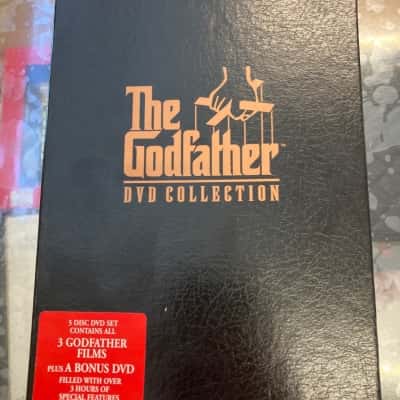 The
Godfather™
DVD COLLECTION
5 DISC DVD SET
CONTAINS ALL
3 GODFATHER
FILMS
PLUS A BONUS DVD
FILLED WITH OVER
3 HOURS OF
SPECIAL FEATURES